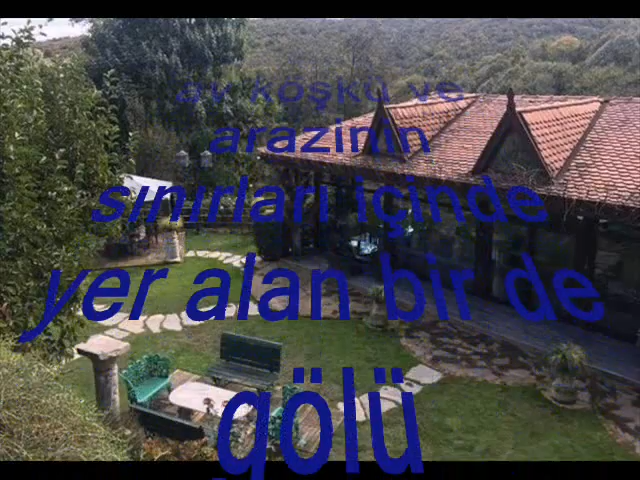 av köşkü ve
arazinin
sınırları içinde
yer alan bir de
gölü